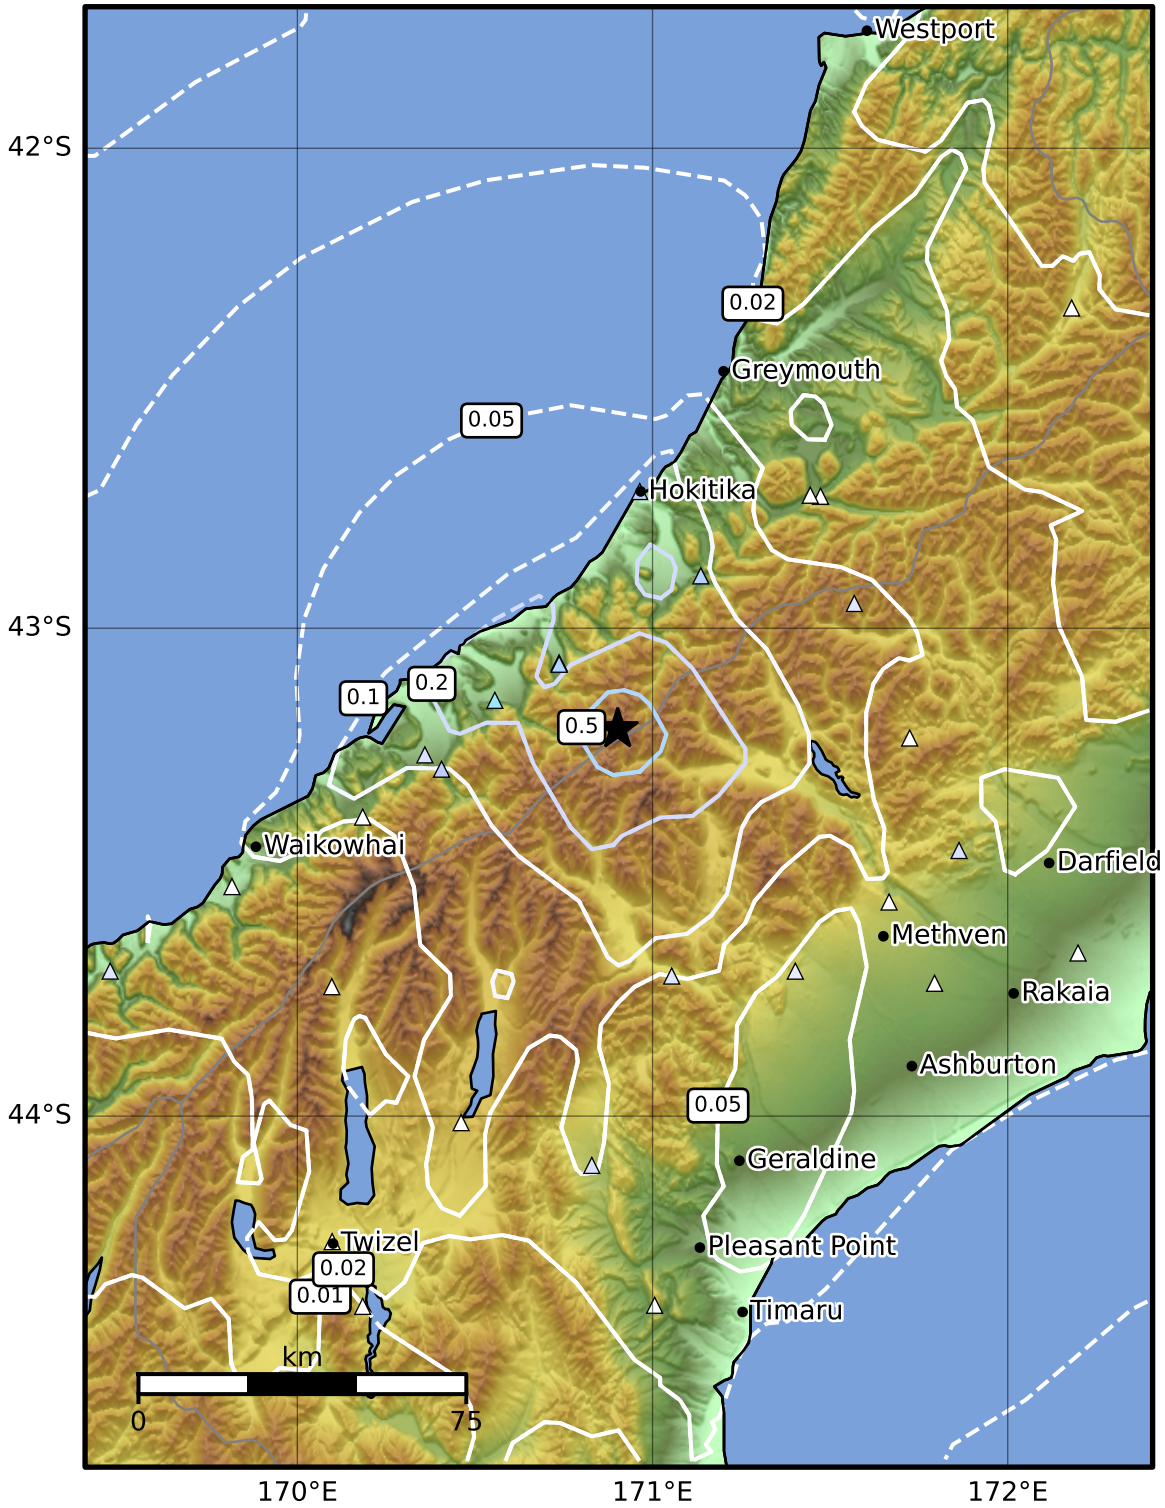 Westport
42°S
0.02
Greymouth
0.05
Hokitika
43°S
0.2
0.1
0.5
Waikowhai
Darfield
Methven
Rakaia
Ashburton
0.05
44°S
Geraldine
Twizel
Pleasant Point
0.02
0.01
Timaru
km
0 75
170°E 171°E 172°E